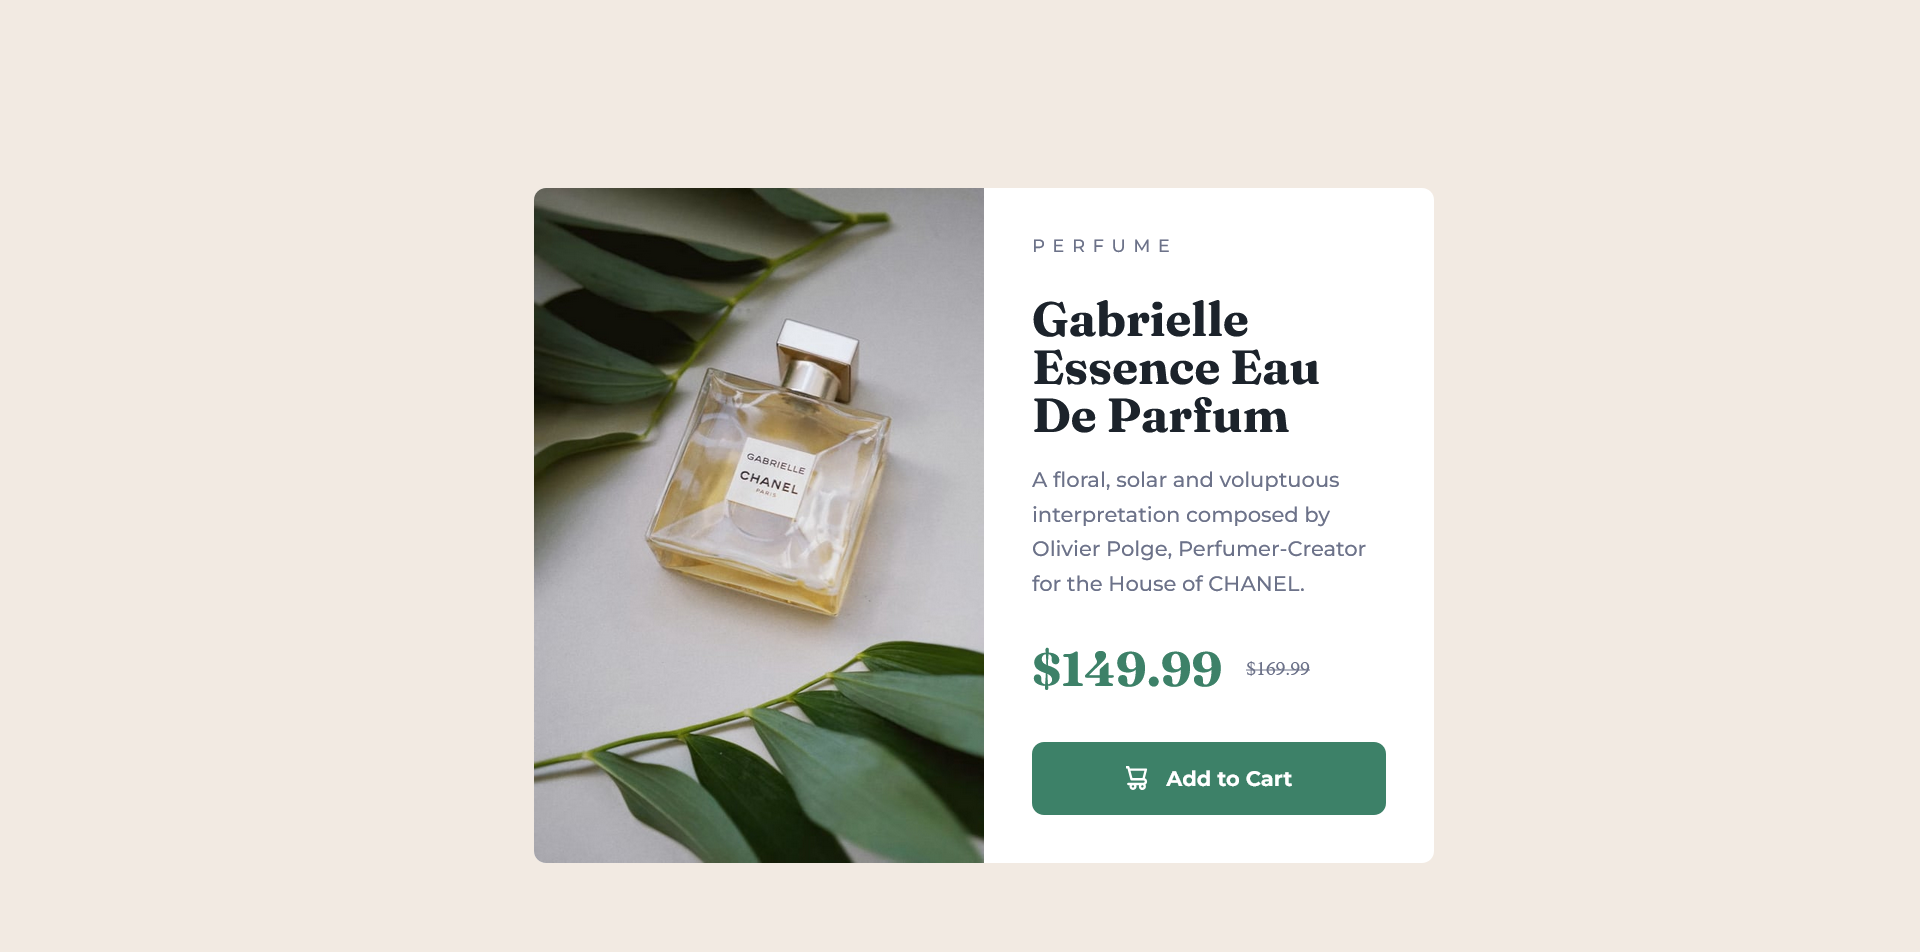 PERFUME
Gabrielle
Essence Eau
De Parfum
A floral, solar and voluptuous
interpretation composed by
Olivier Polge, Perfumer-Creator
for the House of CHANEL.
$149.99 $169.99
Add to Cart
GABRIELLE
CHANEL
PARIS